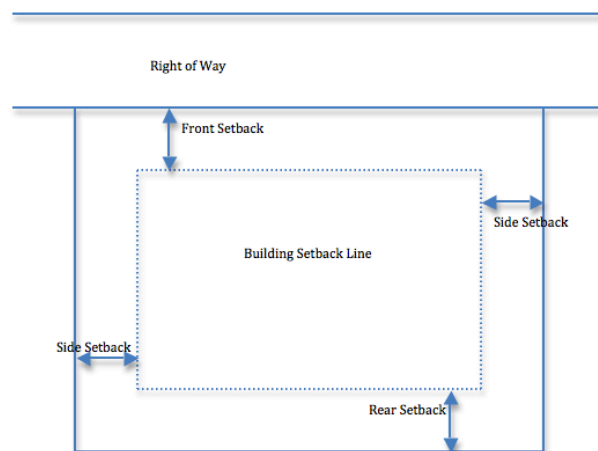 Right of Way
Front Setback
Side Setback
Building Setback Line
Side Setback
Rear Setback